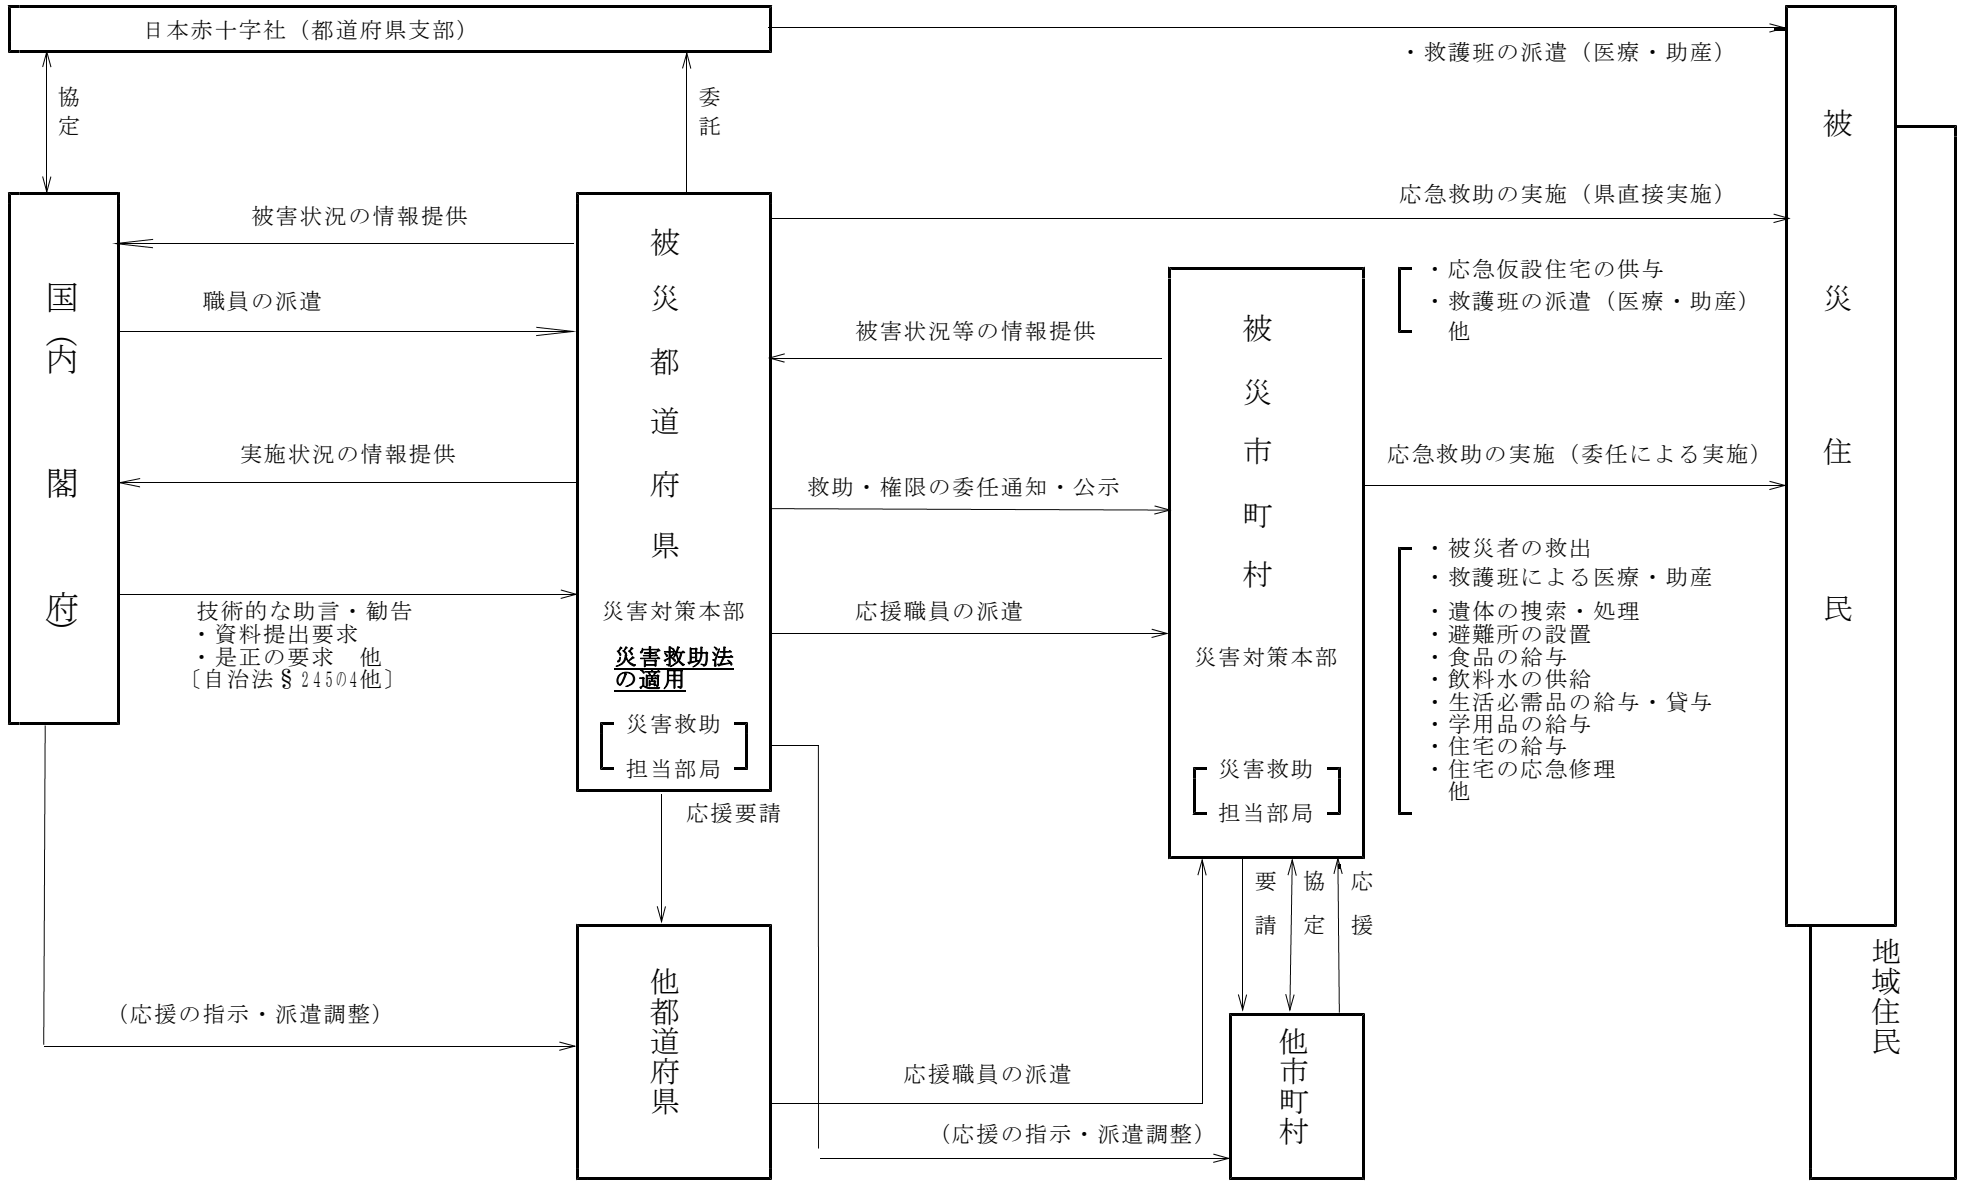 日本赤十字社（都道府県支部）
・救護班の派遣（医療・助産）
協定
委託
国（内閣府）
被害状況の情報提供
職員の派遣
実施状況の情報提供
技術的な助言・勧告
・資料提出要求
・是正の要求　他
〔自治法§24504他〕
被災都道府県
災害対策本部
災害救助法
の適用
災害救助
担当部局
応急救助の実施（県直接実施）
・応急仮設住宅の供与
・救護班の派遣（医療・助産）
他
被害状況等の情報提供
救助・権限の委任通知・公示
応援職員の派遣
被災市町村
災害対策本部
災害救助
担当部局
応急救助の実施（委任による実施）
・被災者の救出
・救護班による医療・助産
・遺体の捜索・処理
・避難所の設置
・食品の給与
・飲料水の供給
・生活必需品の給与・貸与
・学用品の給与
・住宅の給与
・住宅の応急修理
他
被災住民
地域住民
応援要請
要請
協定
応援
（応援の指示・派遣調整）
他都道府県
応援職員の派遣
（応援の指示・派遣調整）
他市町村